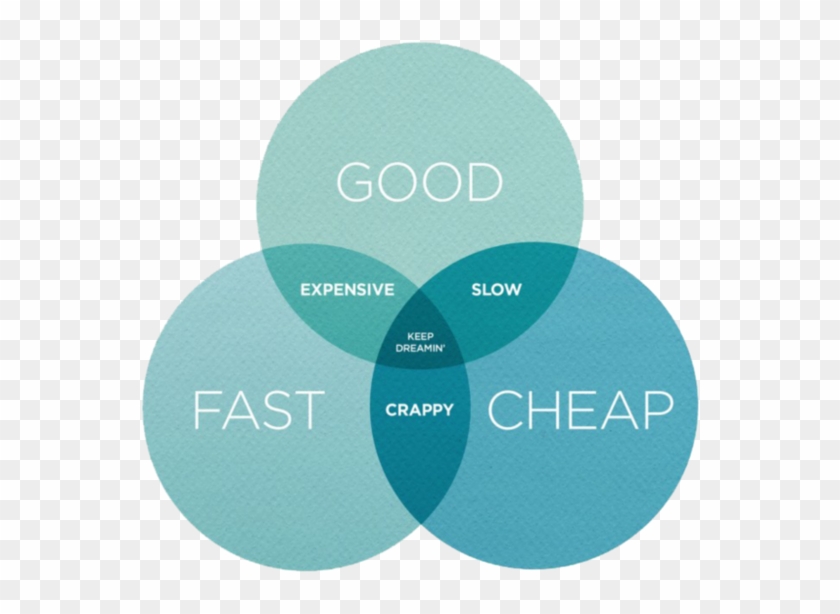 GOOD
EXPENSIVE
SLOW
KEEP
DREAMIN'
FAST
CRAPPY
CHEAP